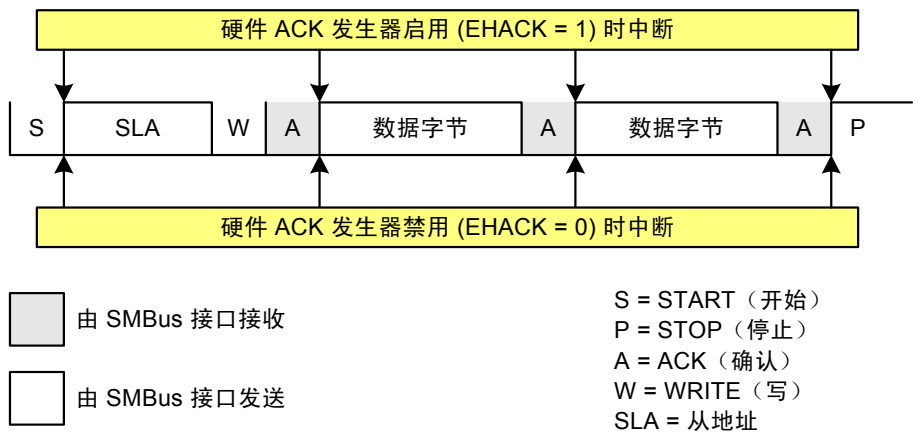 硬件 ACK 发生器启用 (EHACK = 1) 时中断
S SLA W A 数据字节 A 数据字节 A P
硬件 ACK 发生器禁用 (EHACK = 0) 时中断
由 SMBus 接口接收
由 SMBus 接口发送
S = START（开始）
P = STOP（停止）
A = ACK（确认）
W = WRITE（写）
SLA = 从地址